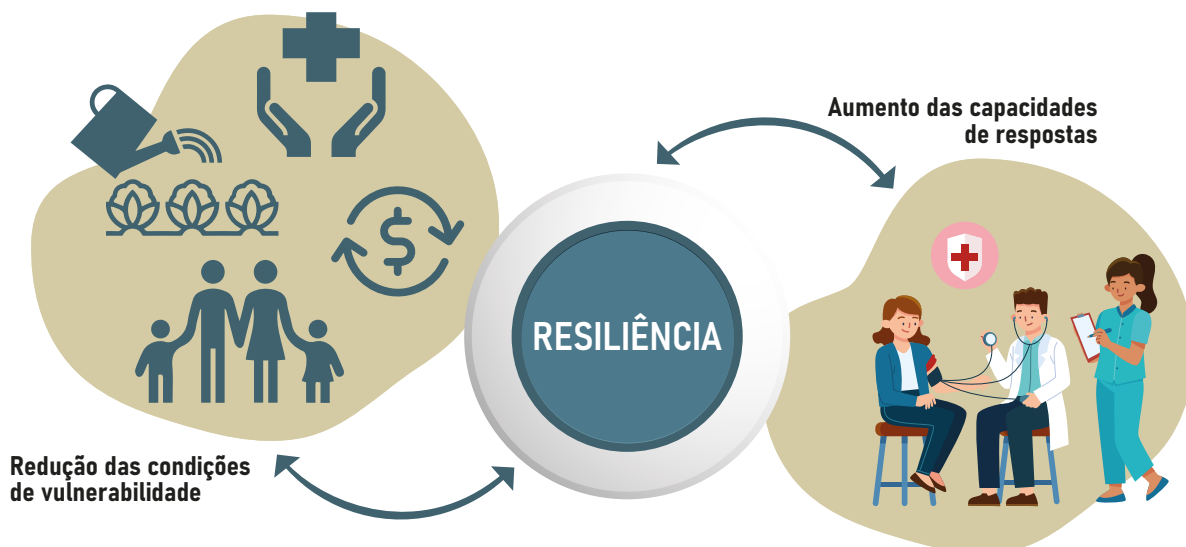 Aumento das capacidades
de respostas
RESILIÊNCIA
Redução das condições
de vulnerabilidade